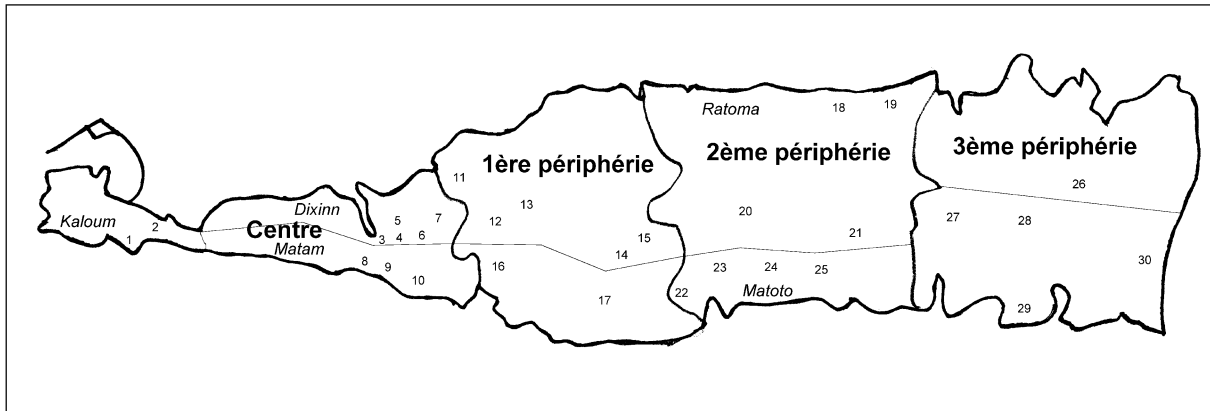 Ratoma 18 19
1ère périphérie
2ème périphérie
3ème périphérie
11
26
Kaloum 1 2
Dixinn
Centre
Matam
5 7
3 4 6
8 9
10
12 13
14 15
16
17
20
21
22 23 24 25
Matoto
27 28
29
30